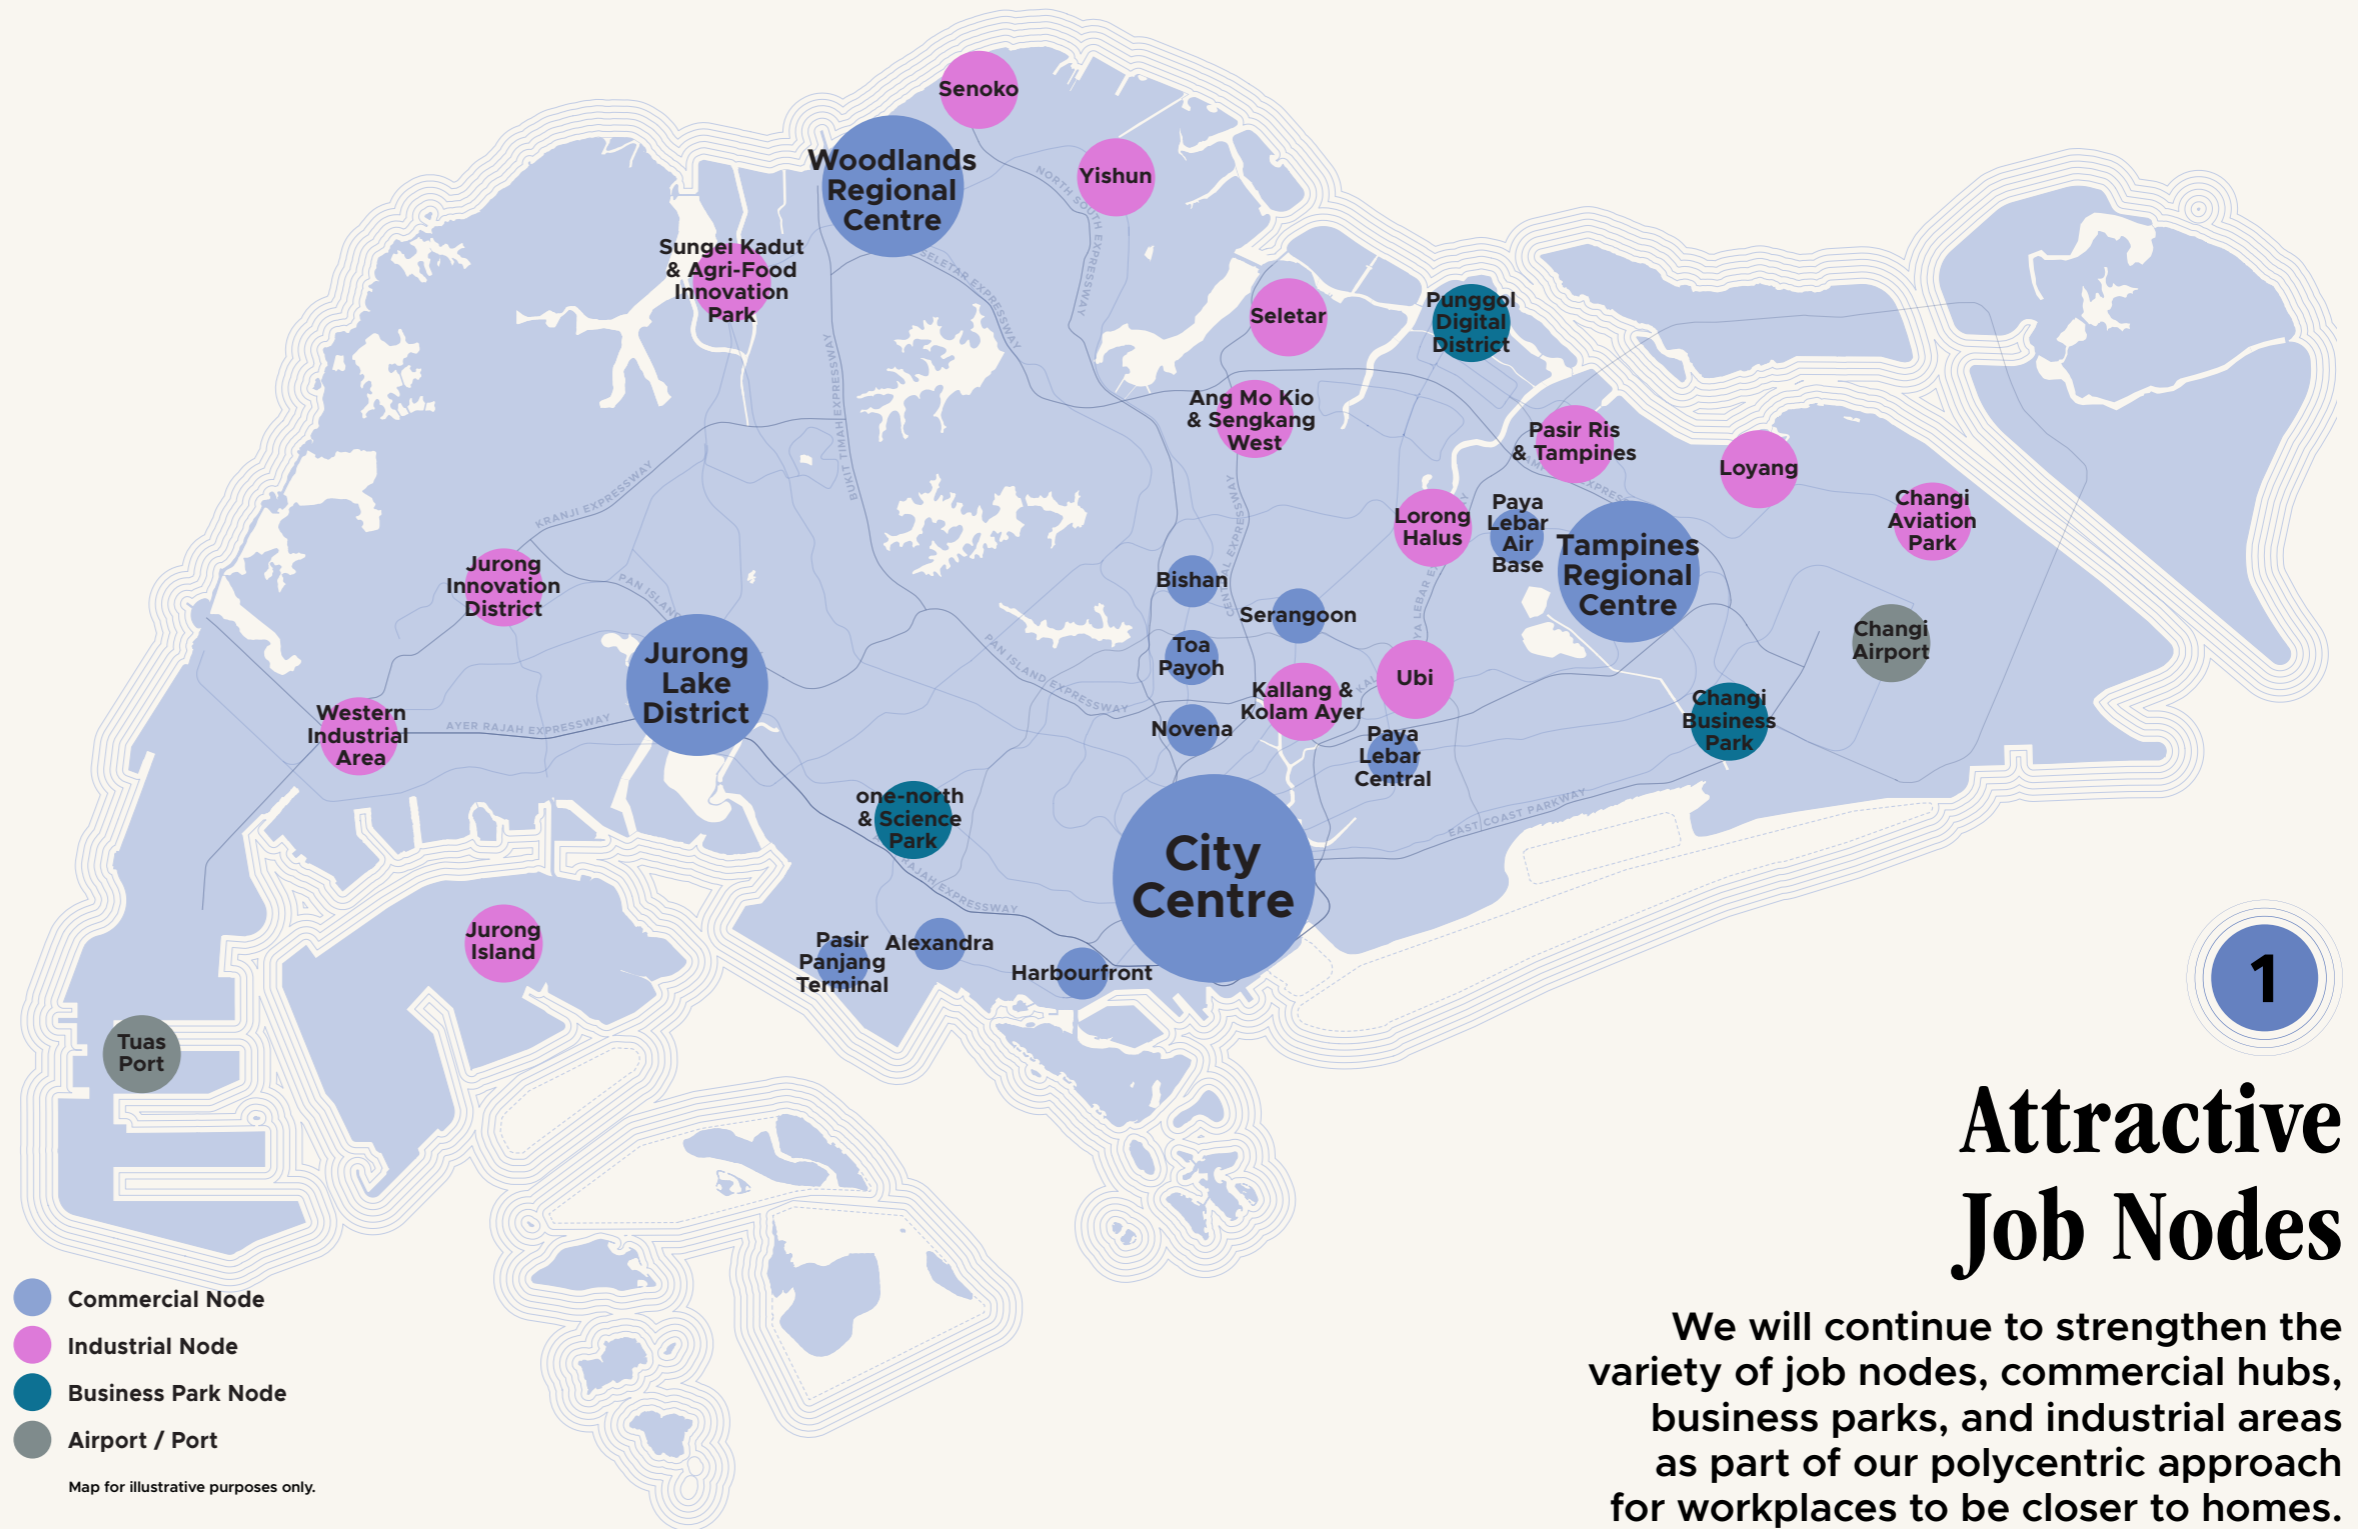 Senoko
Woodlands
Regional
Centre
Yishun
NORTH SOUTH EXPRESSWAY
Sungei Kadut
& Agri-Food
Innovation
Park
SELETAR EXPRESSWAY
Seletar
Punggol
Digital
District
BUKIT TIMAH EXPRESSWAY
Ang Mo Kio
& Sengkang
West
Pasir Ris
& Tampines
Loyang
KRANJI EXPRESSWAY
CENTRAL EXPRESSWAY
Lorong
Halus
Paya
Lebar
Air
Base
Changi
Aviation
Park
Tampines
Regional
Centre
Jurong
Innovation
District
PAN ISLAND
Bishan
Serangoon
Changi
Airport
Jurong
Lake
District
Toa
Payoh
PAN ISLAND EXPRESSWAY
Kallang &
Kolam Ayer
Ubi
Western
Industrial
Area
AYER RAJAH EXPRESSWAY
Novena
Paya
Lebar
Central
Changi
Business
Park
one-north
& Science
Park
EAST COAST PARKWAY
City
Centre
RAJAH EXPRESSWAY
Jurong
Island
Pasir
Panjang
Terminal
Alexandra
Harbourfront
Tuas
Port
1
Attractive
Job Nodes
We will continue to strengthen the
variety of job nodes, commercial hubs,
business parks, and industrial areas
as part of our polycentric approach
for workplaces to be closer to homes.
Commercial Node
Industrial Node
Business Park Node
Airport / Port
Map for illustrative purposes only.